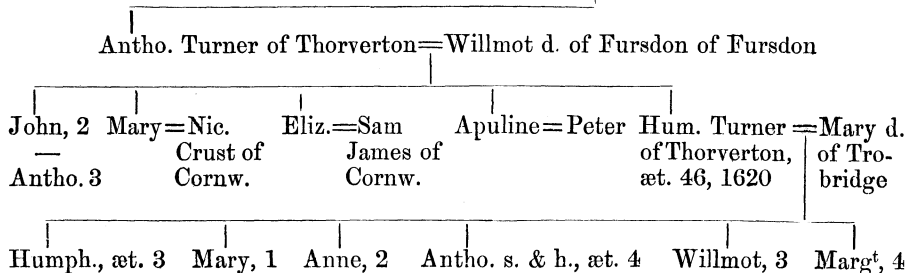 Antho. Turner of Thorverton=Willmot d. of Fursdon of Fursdon
John, 2 Mary=Nic. Eliz.=Sam Apuline=Peter Hum. Turner=Mary d.
— Crust of James of of Thorverton, of Tro-
Antho. 3 Cornw. Cornw. æt. 46, 1620 bridge
Humph., æt. 3 Mary, 1 Anne, 2 Antho. s. & h., æt. 4 Willmot, 3 Margᵗ, 4